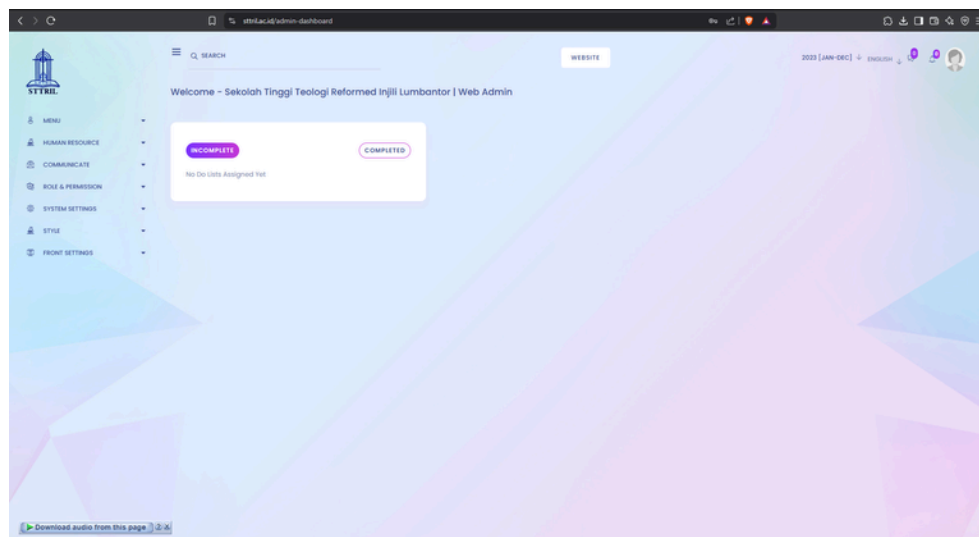 sttril.ac.id/admin-dashboard
STTRIL
SEARCH
WEBSITE
2023 [JAN-DEC]
ENGLISH
0
0
Welcome - Sekolah Tinggi Teologi Reformed Injili Lumbantor | Web Admin
MENU
HUMAN RESOURCE
COMMUNICATE
ROLE & PERMISSION
SYSTEM SETTINGS
STYLE
FRONT SETTINGS
INCOMPLETE
COMPLETED
No Do Lists Assigned Yet
Download audio from this page